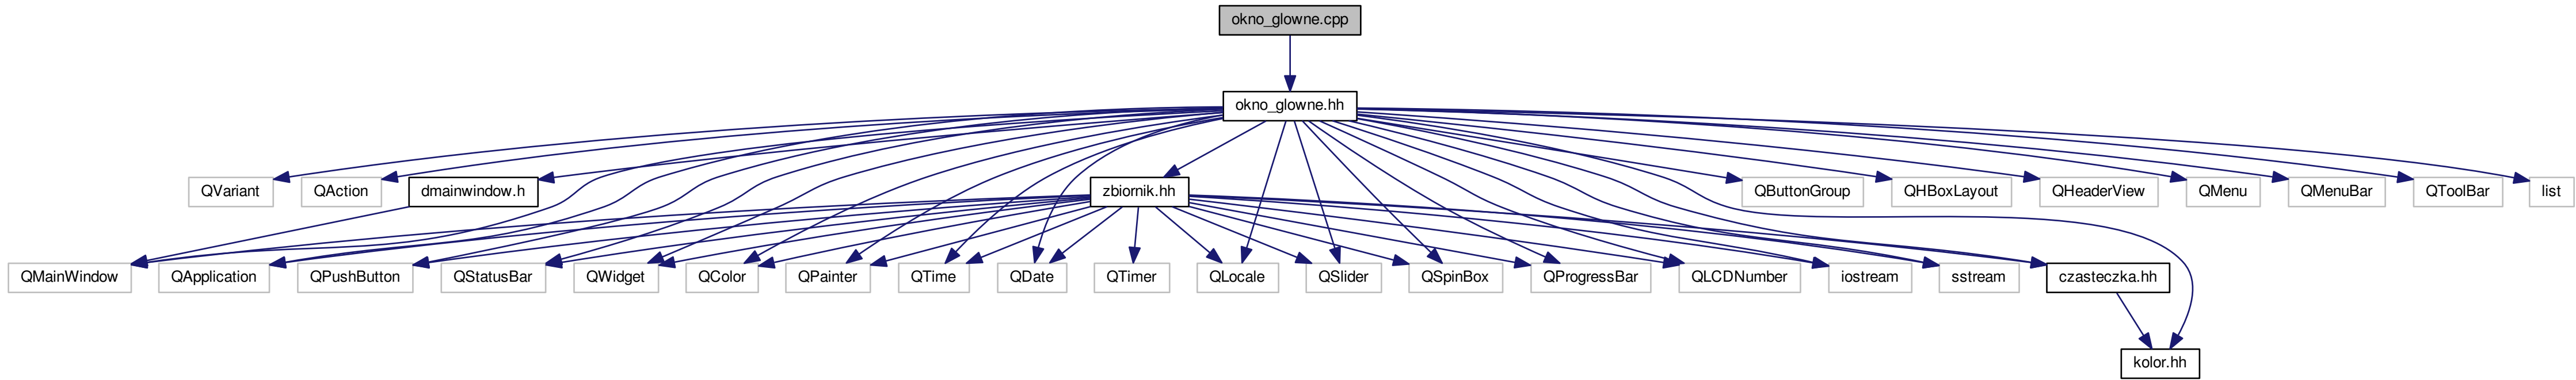 okno_glowne.cpp
okno_glowne.hh
QVariant
QAction
dmainwindow.h
zbiornik.hh
QButtonGroup
QHBoxLayout
QHeaderView
QMenu
QMenuBar
QToolBar
list
QMainWindow
QApplication
QPushButton
QStatusBar
QWidget
QColor
QPainter
QTime
QDate
QTimer
QLocale
QSlider
QSpinBox
QProgressBar
QLCDNumber
iostream
sstream
czasteczka.hh
kolor.hh